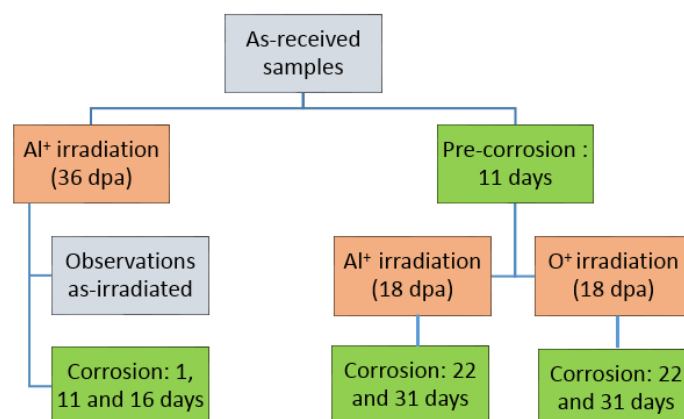 As-received
samples
Al⁺ irradiation
(36 dpa)
Pre-corrosion :
11 days
Observations
as-irradiated
Al⁺ irradiation
(18 dpa)
O⁺ irradiation
(18 dpa)
Corrosion: 1,
11 and 16 days
Corrosion: 22
and 31 days
Corrosion: 22
and 31 days